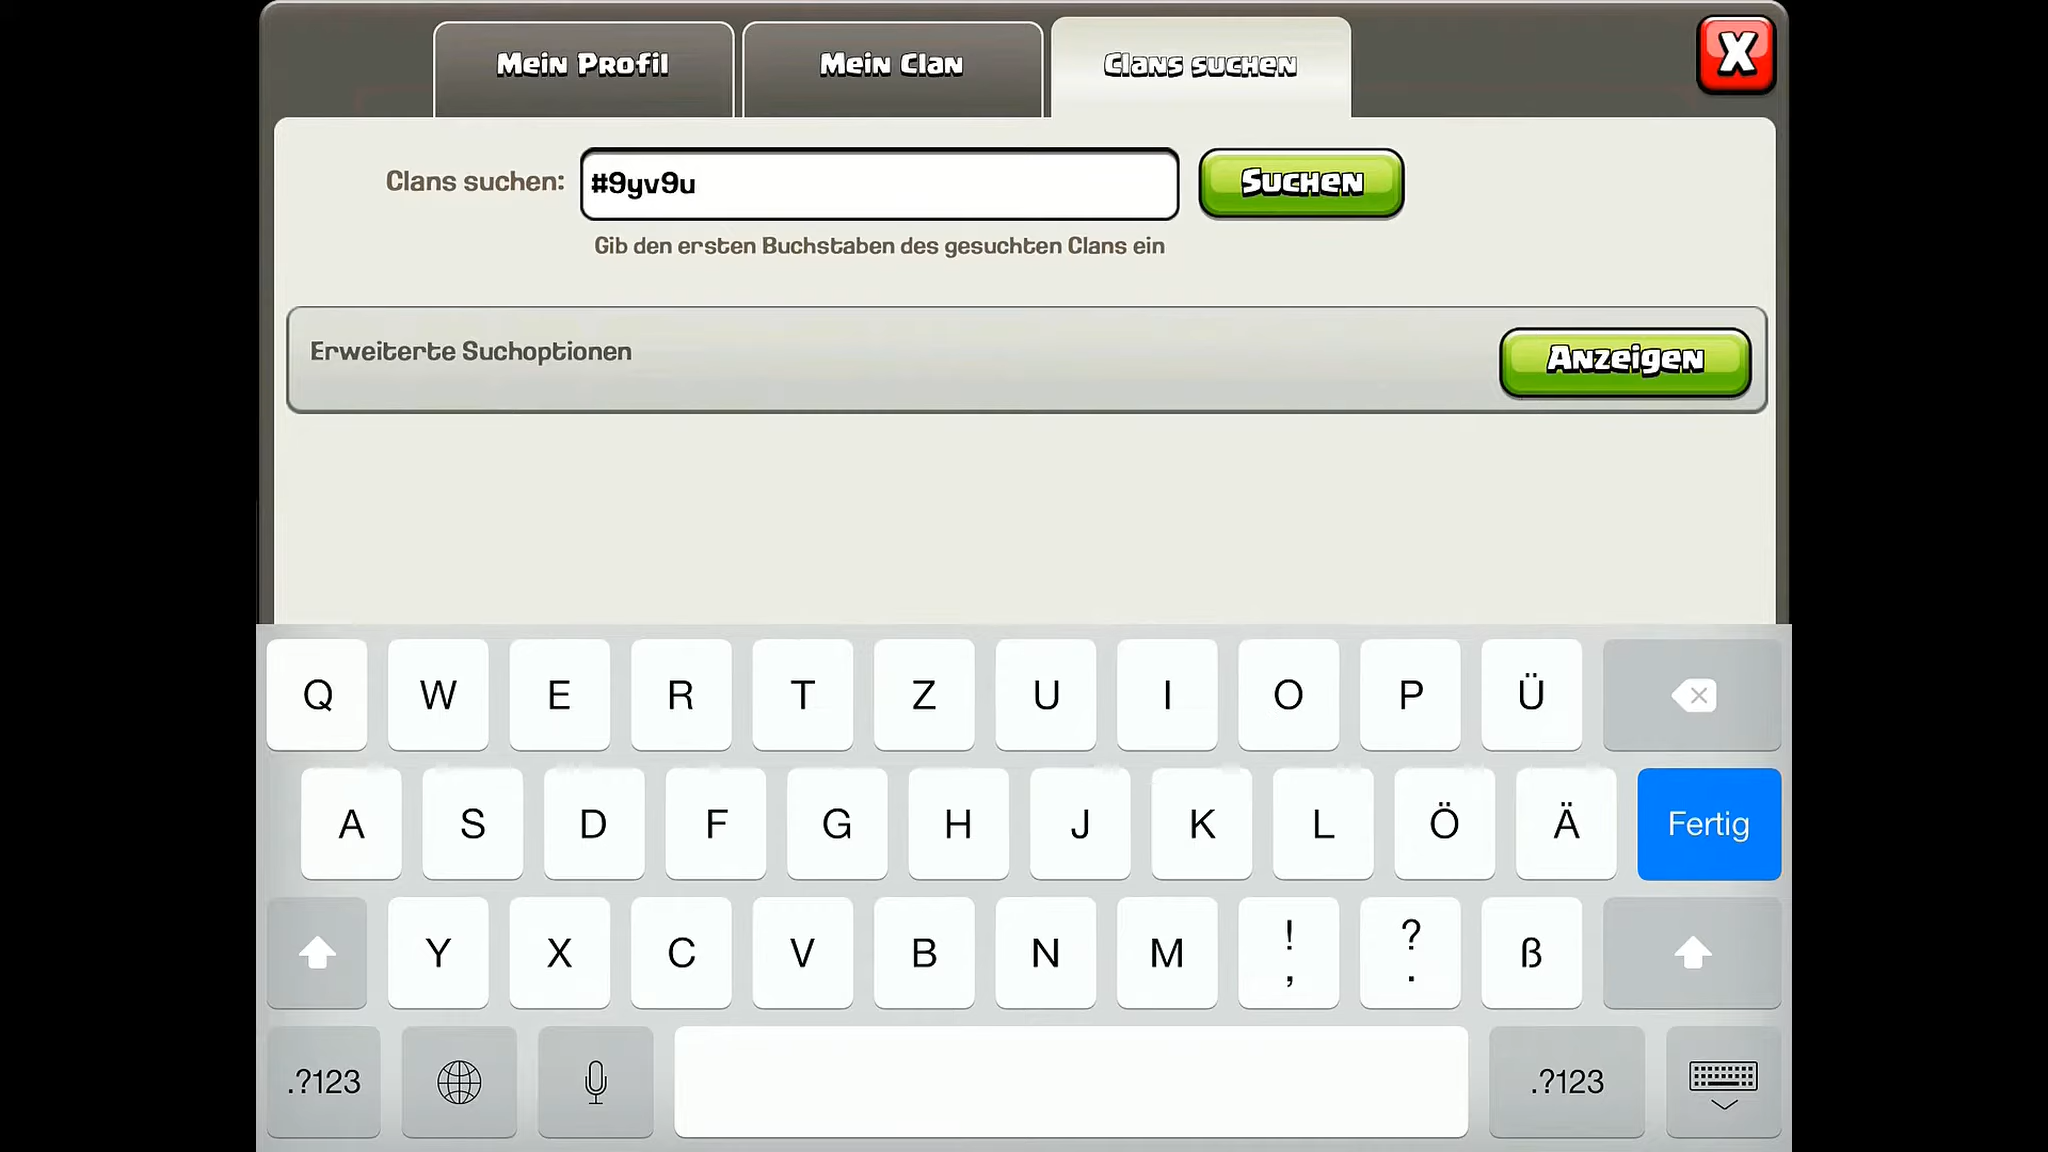 Mein Profil
Mein Clan
Clans suchen
X
Clans suchen:
#9yv9u
Suchen
Gib den ersten Buchstaben des gesuchten Clans ein
Erweiterte Suchoptionen
Anzeigen
Q W E R T Z U I O P Ü
A S D F G H J K L Ö Ä Fertig
Y X C V B N M ! , ? . ß
.?123
.?123